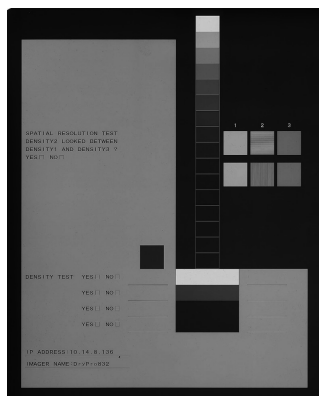 1 2 3
SPATIAL RESOLUTION TEST
DENSITY2 LOOKED BETWEEN
DENSITY1 AND DENSITY3 ?
YES[] NO[]
DENSITY TEST YES[] NO[]
YES[] NO[]
YES[] NO[]
YES[] NO[]
IP ADDRESS:
IMAGER NAME: